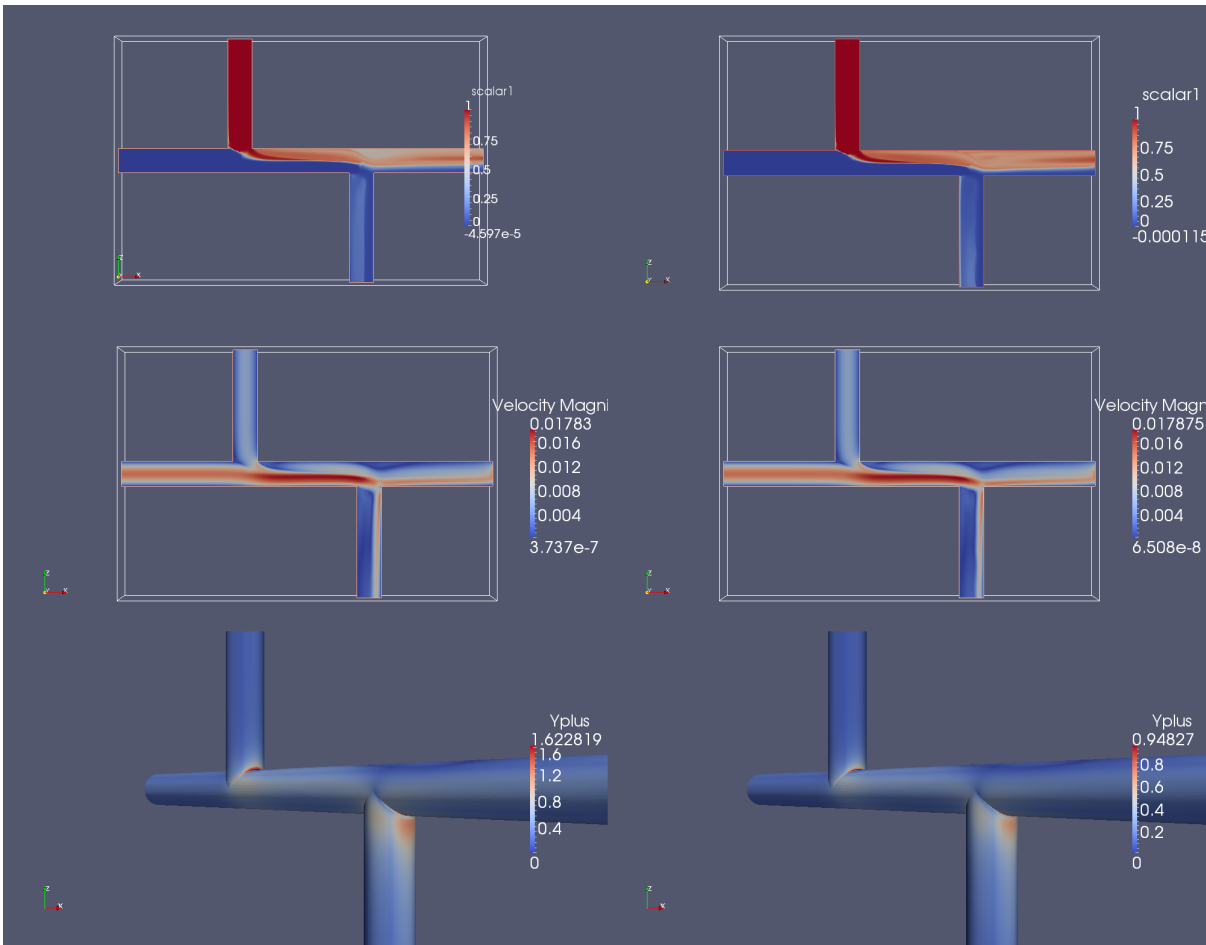 scalar1
1
0.75
0.5
0.25
0
-4.597e-5
z
x
scalar1
1
0.75
0.5
0.25
0
-0.000115
z
x
Velocity Magni
0.01783
0.016
0.012
0.008
0.004
3.737e-7
z
x
Velocity Magn
0.017875
0.016
0.012
0.008
0.004
6.508e-8
z
x
Yplus
1.622819
1.6
1.2
0.8
0.4
0
z
x
Yplus
0.94827
0.8
0.6
0.4
0.2
0
z
x